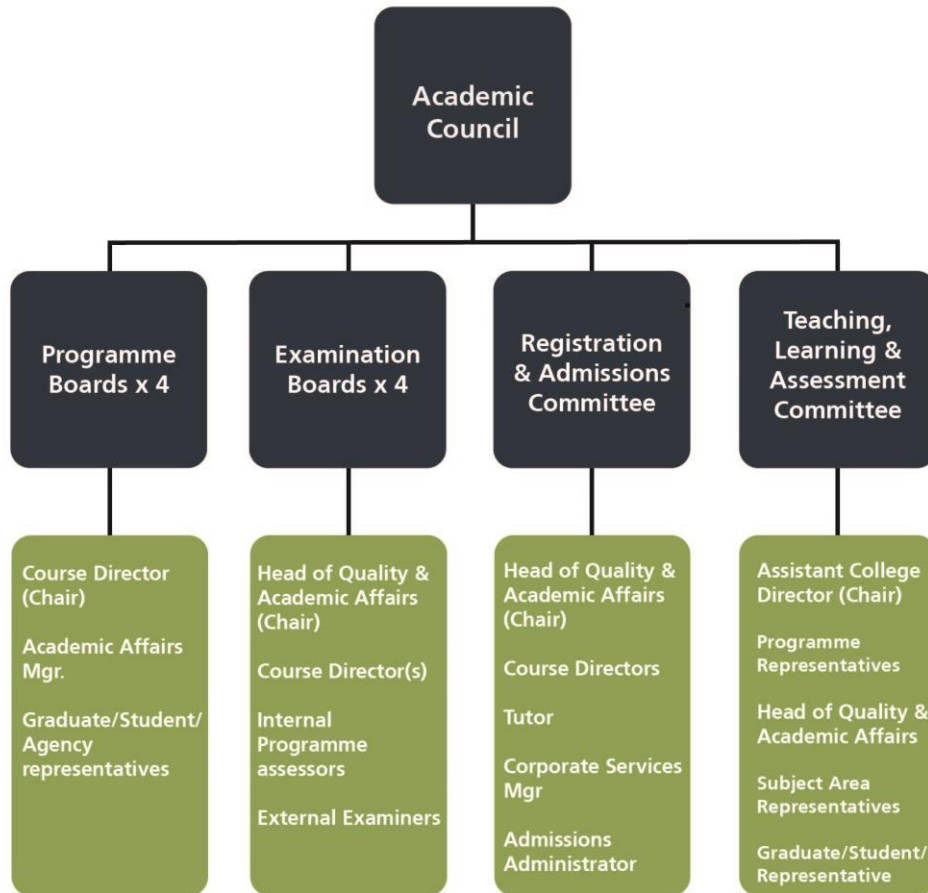 Academic
Council
Programme
Boards x 4
Examination
Boards x 4
Registration
& Admissions
Committee
Teaching,
Learning &
Assessment
Committee
Course Director
(Chair)
Academic Affairs
Mgr.
Graduate/Student/
Agency
representatives
Head of Quality &
Academic Affairs
(Chair)
Course Director(s)
Internal
Programme
assessors
External Examiners
Head of Quality &
Academic Affairs
(Chair)
Course Directors
Tutor
Corporate Services
Mgr
Admissions
Administrator
Assistant College
Director (Chair)
Programme
Representatives
Head of Quality &
Academic Affairs
Subject Area
Representatives
Graduate/Student/
Representative